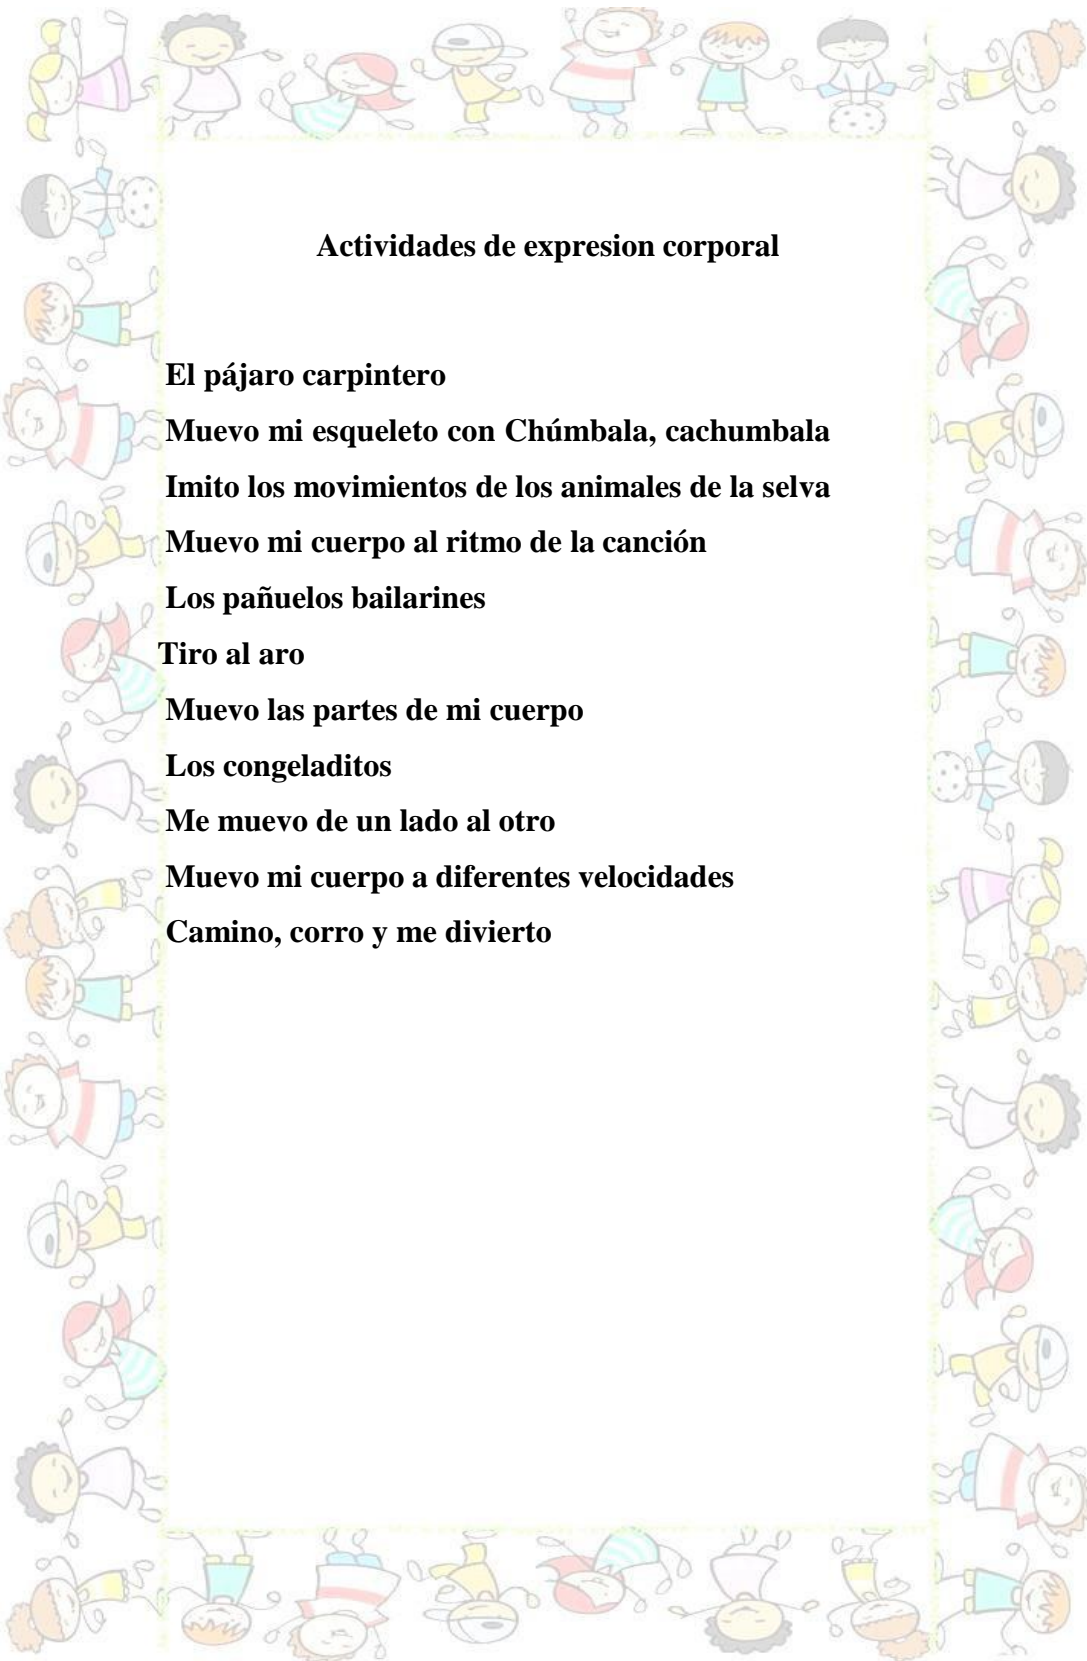 Actividades de expresion corporal
El pájaro carpintero
Muevo mi esqueleto con Chúmbala, cachumbala
Imito los movimientos de los animales de la selva
Muevo mi cuerpo al ritmo de la canción
Los pañuelos bailarines
Tiro al aro
Muevo las partes de mi cuerpo
Los congeladitos
Me muevo de un lado al otro
Muevo mi cuerpo a diferentes velocidades
Camino, corro y me divierto